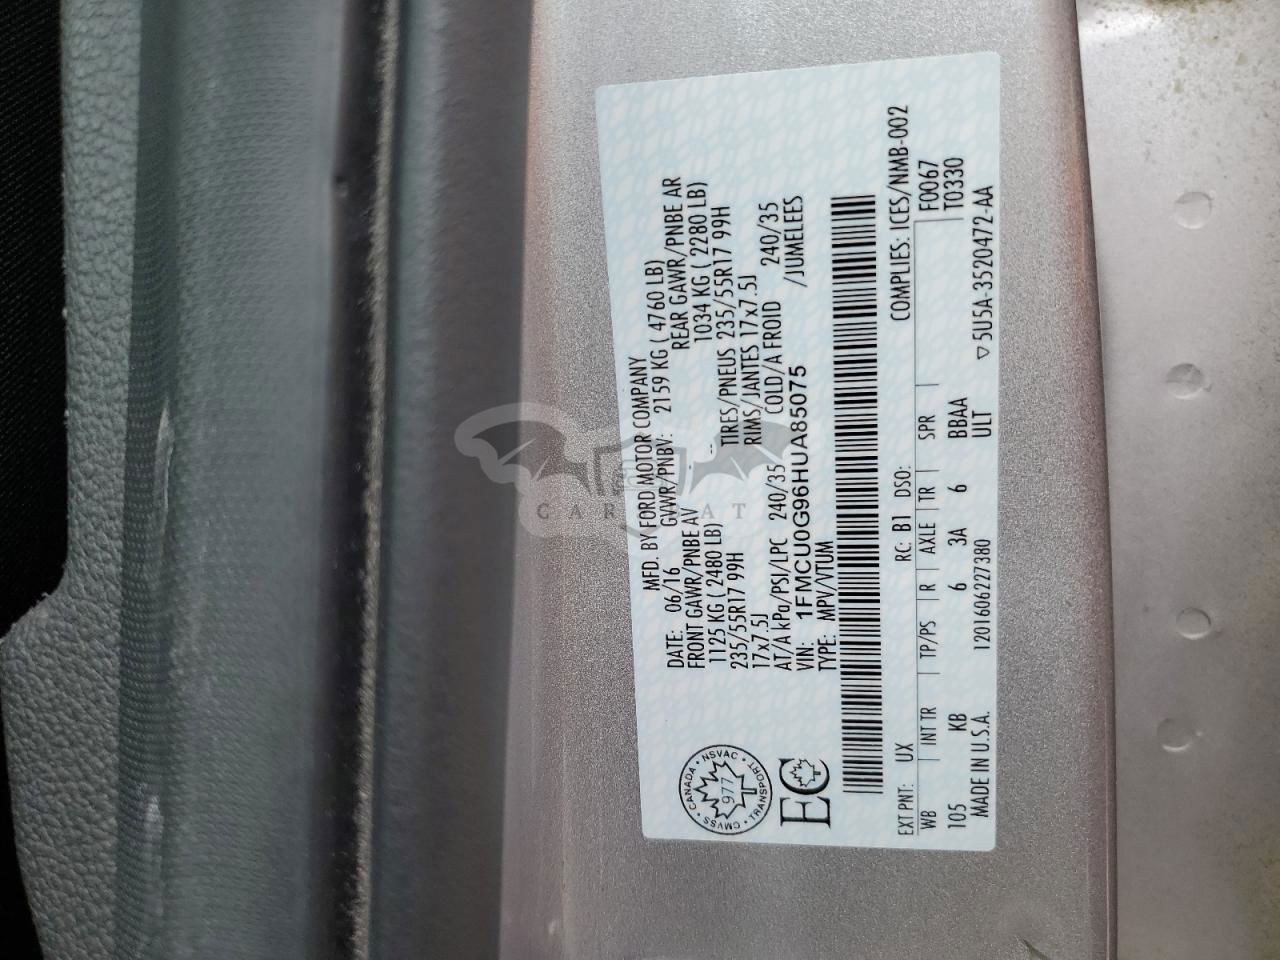 MFD. BY FORD MOTOR COMPANY
DATE: 06/16 GVWR/PNBV: 2159 KG ( 4760 LB)
FRONT GAWR/PNBE AV - -- REAR GAWR/PNBE AR
1125 KG ( 2480 LB) 1034 KG ( 2280 LB)
235/55R17 99H TIRES/PNEUS 235/55R17 99H
17x7.5J RIMS/JANTES 17x7.5J
AT/A kPa/PSI/LPC 240/35 COLD/A FROID 240/35
VIN: 1FMCU0G96HUA85075 /JUMELEES
TYPE: MPV/VTUM
CANADA • NSVAC • TRANSPORT • CMVSS •
977
EC
EXT PNT: UX RC: B1 DSO: COMPLIES: ICES/NMB-002
WB INT TR TP/PS R AXLE TR SPR F0067
105 KB 6 3A 6 BBAA T0330
MADE IN U.S.A. 1201606227380 ULT ▽5U5A-3520472-AA